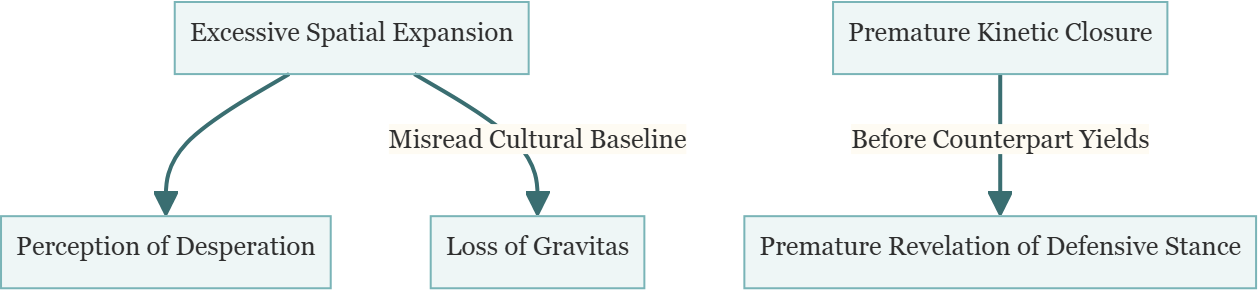 Excessive Spatial Expansion
Premature Kinetic Closure
Misread Cultural Baseline
Before Counterpart Yields
Perception of Desperation
Loss of Gravitas
Premature Revelation of Defensive Stance